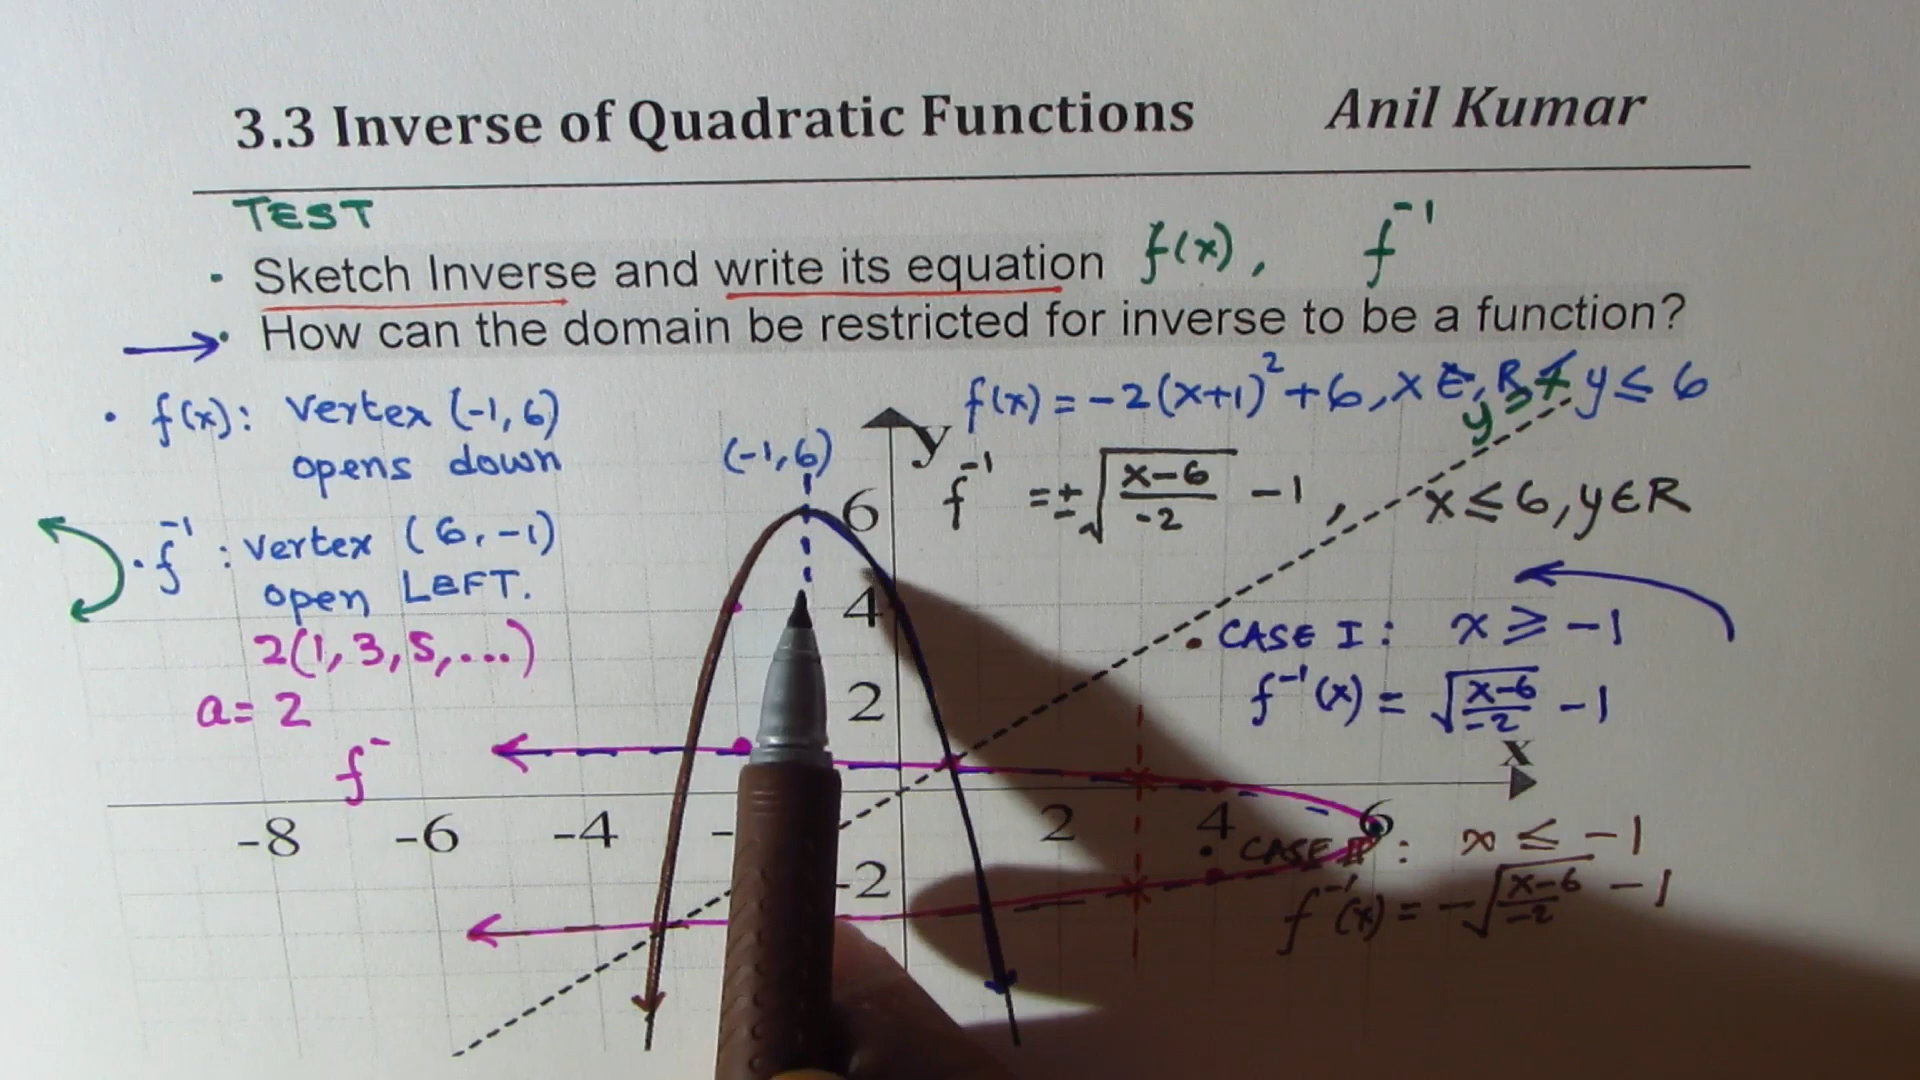 3.3 Inverse of Quadratic Functions Anil Kumar
TEST
· Sketch Inverse and write its equation f(x), f⁻¹
· How can the domain be restricted for inverse to be a function?
f(x) = -2(x+1)²+6, x ∈ R, y ≤ 6
· f(x): vertex (-1,6)
opens down
(-1,6)
y
f⁻¹ = ±√((x-6)/-2) - 1, x ≤ 6, y ∈ R
· f⁻¹: vertex (6,-1)
open LEFT.
2(1,3,5,...)
a = 2
f⁻
· CASE I: x ≥ -1
f⁻¹(x) = √((x-6)/-2) - 1
x
6
4
2
-2
-8 -6 -4 - 2 4 6
· CASE II: x ≤ -1
f⁻¹(x) = -√((x-6)/-2) - 1